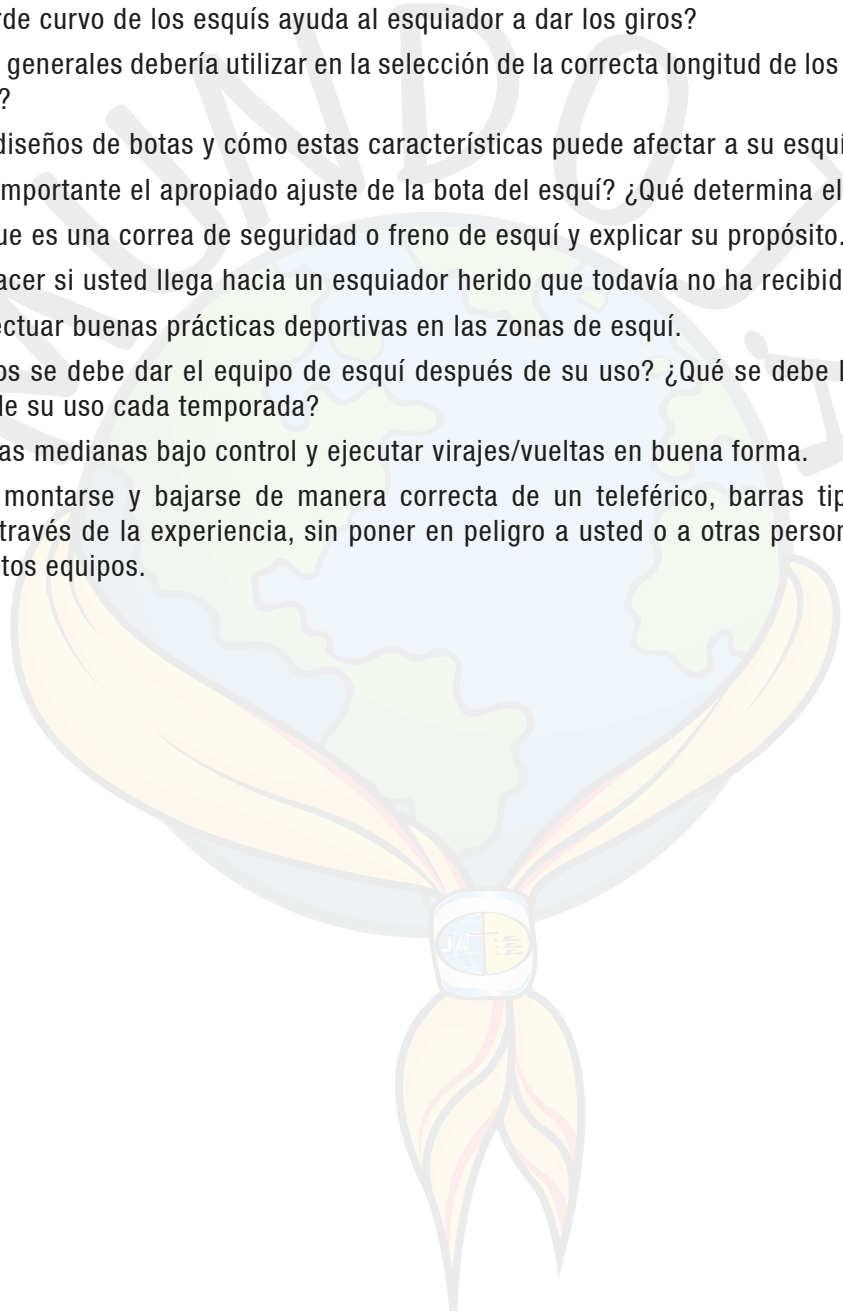 rde curvo de los esquís ayuda al esquiador a dar los giros?
generales debería utilizar en la selección de la correcta longitud de los
?
diseños de botas y cómo estas características puede afectar a su esquí
importante el apropiado ajuste de la bota del esquí? ¿Qué determina el
ue es una correa de seguridad o freno de esquí y explicar su propósito.
acer si usted llega hacia un esquiador herido que todavía no ha recibid
ectuar buenas prácticas deportivas en las zonas de esquí.
os se debe dar el equipo de esquí después de su uso? ¿Qué se debe
de su uso cada temporada?
as medianas bajo control y ejecutar virajes/vueltas en buena forma.
montarse y bajarse de manera correcta de un teleférico, barras tip
través de la experiencia, sin poner en peligro a usted o a otras person
tos equipos.
MUNDO J
JA